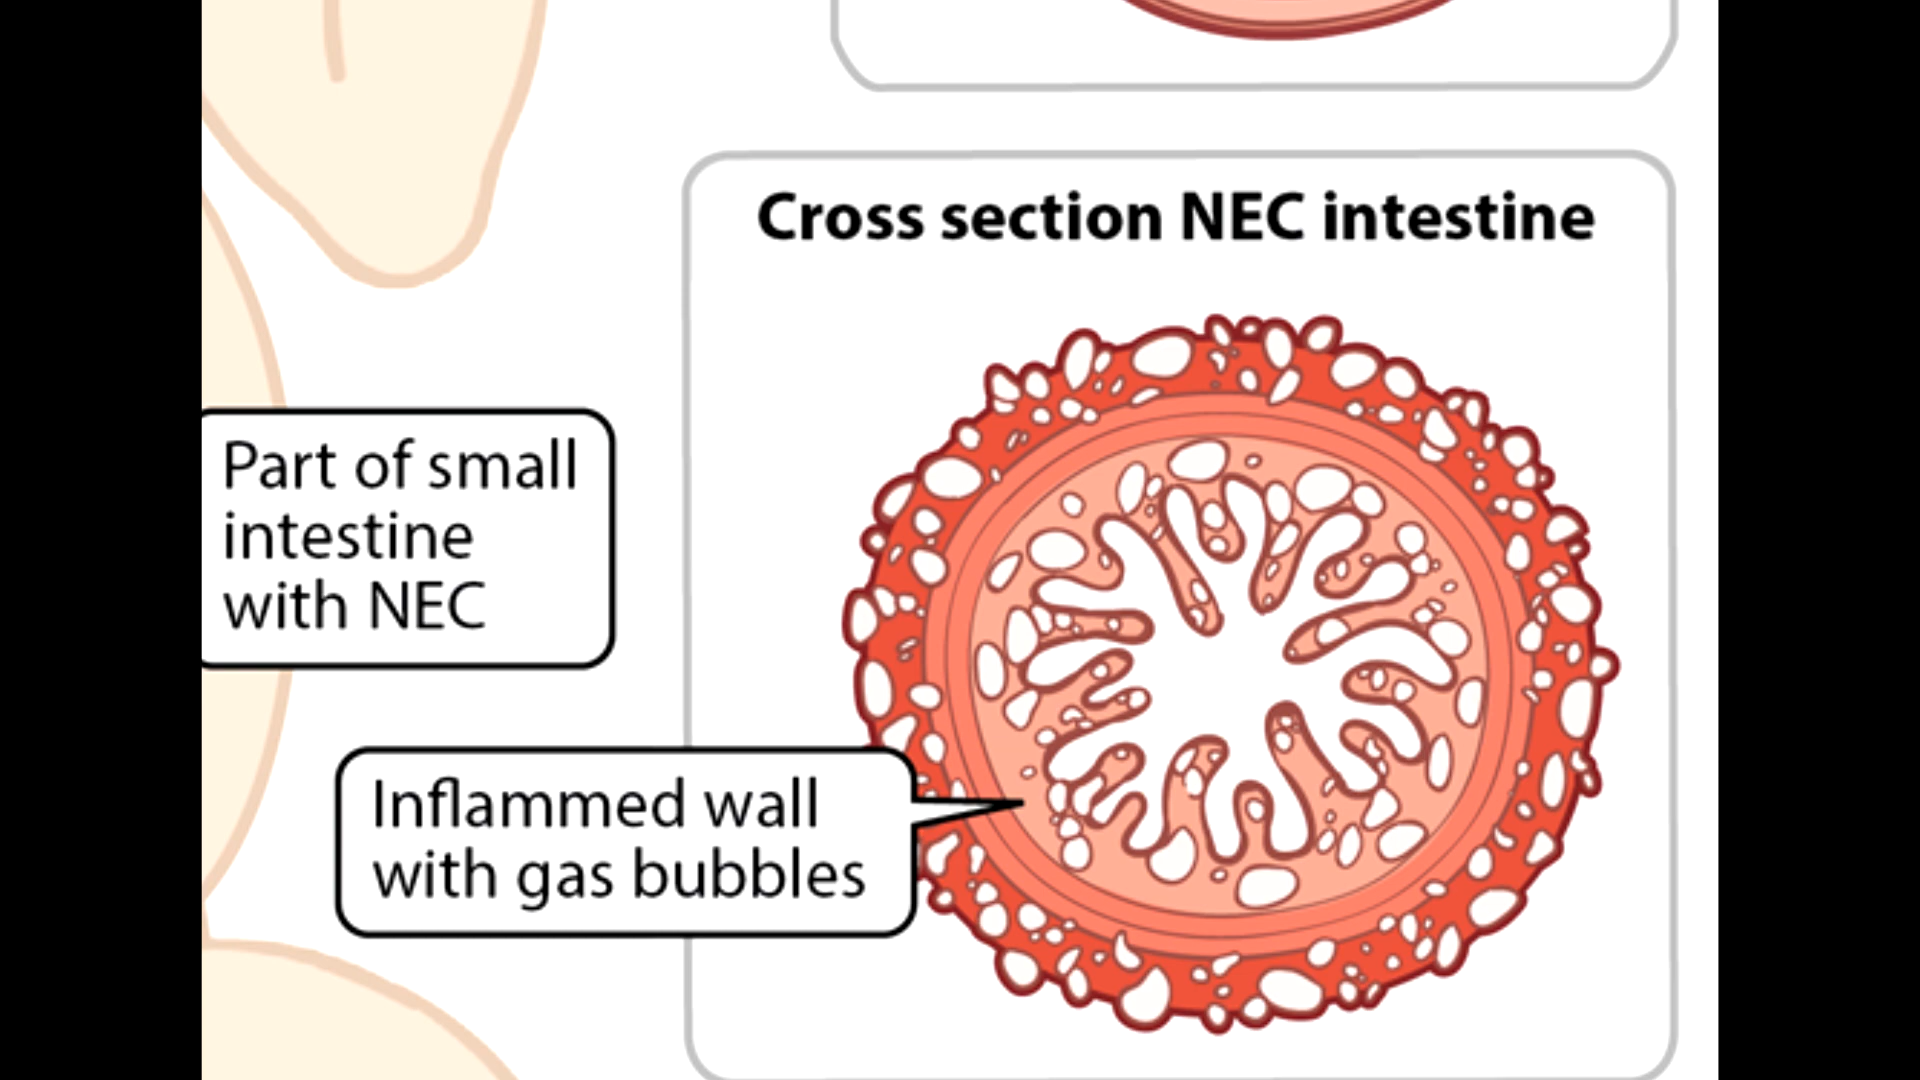 Cross section NEC intestine
Part of small
intestine
with NEC
Inflammed wall
with gas bubbles